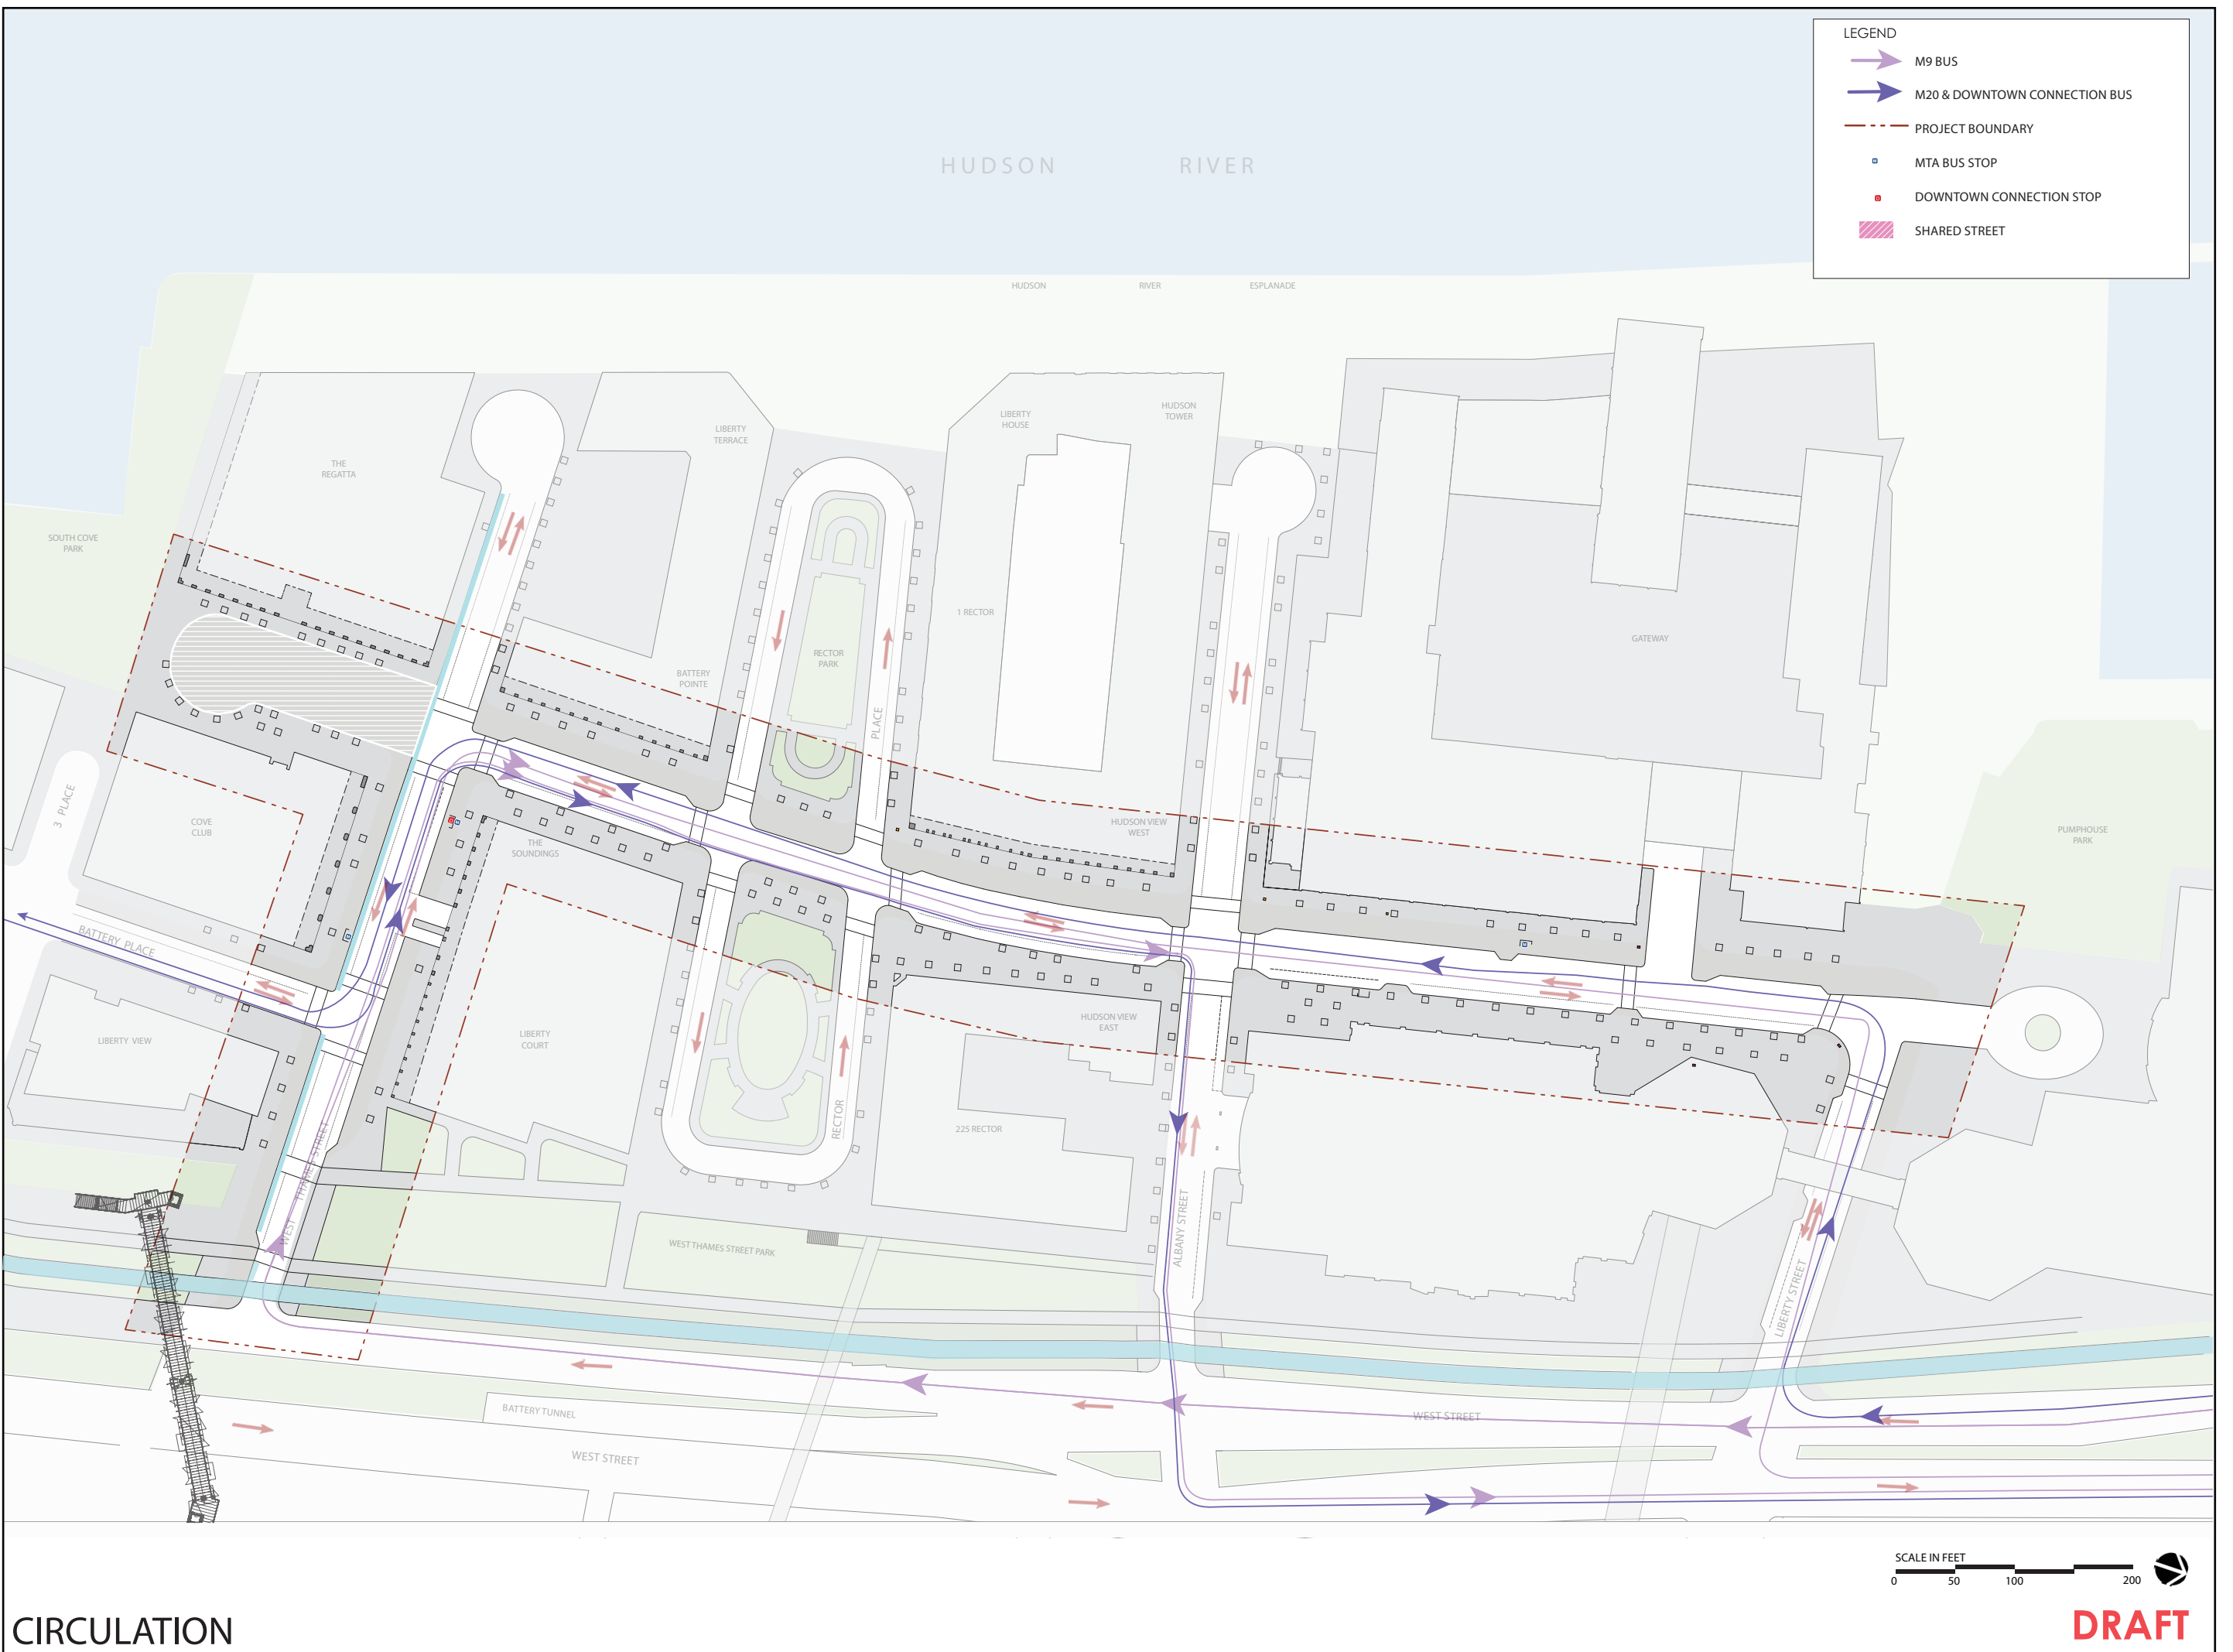 LEGEND
M9 BUS
M20 & DOWNTOWN CONNECTION BUS
PROJECT BOUNDARY
MTA BUS STOP
DOWNTOWN CONNECTION STOP
SHARED STREET
HUDSON RIVER
HUDSON RIVER ESPLANADE
THE
REGATTA
LIBERTY
TERRACE
LIBERTY
HOUSE
HUDSON
TOWER
SOUTH COVE
PARK
1 RECTOR
GATEWAY
RECTOR
PARK
BATTERY
POINTE
PLACE
3 PLACE
COVE
CLUB
THE
SOUNDINGS
HUDSON VIEW
WEST
PUMPHOUSE
PARK
BATTERY PLACE
LIBERTY VIEW
LIBERTY
COURT
HUDSON VIEW
EAST
RECTOR
225 RECTOR
WEST THAMES STREET
ALBANY STREET
WEST THAMES STREET PARK
LIBERTY STREET
BATTERY TUNNEL
WEST STREET
WEST STREET
SCALE IN FEET
0 50 100 200
CIRCULATION
DRAFT